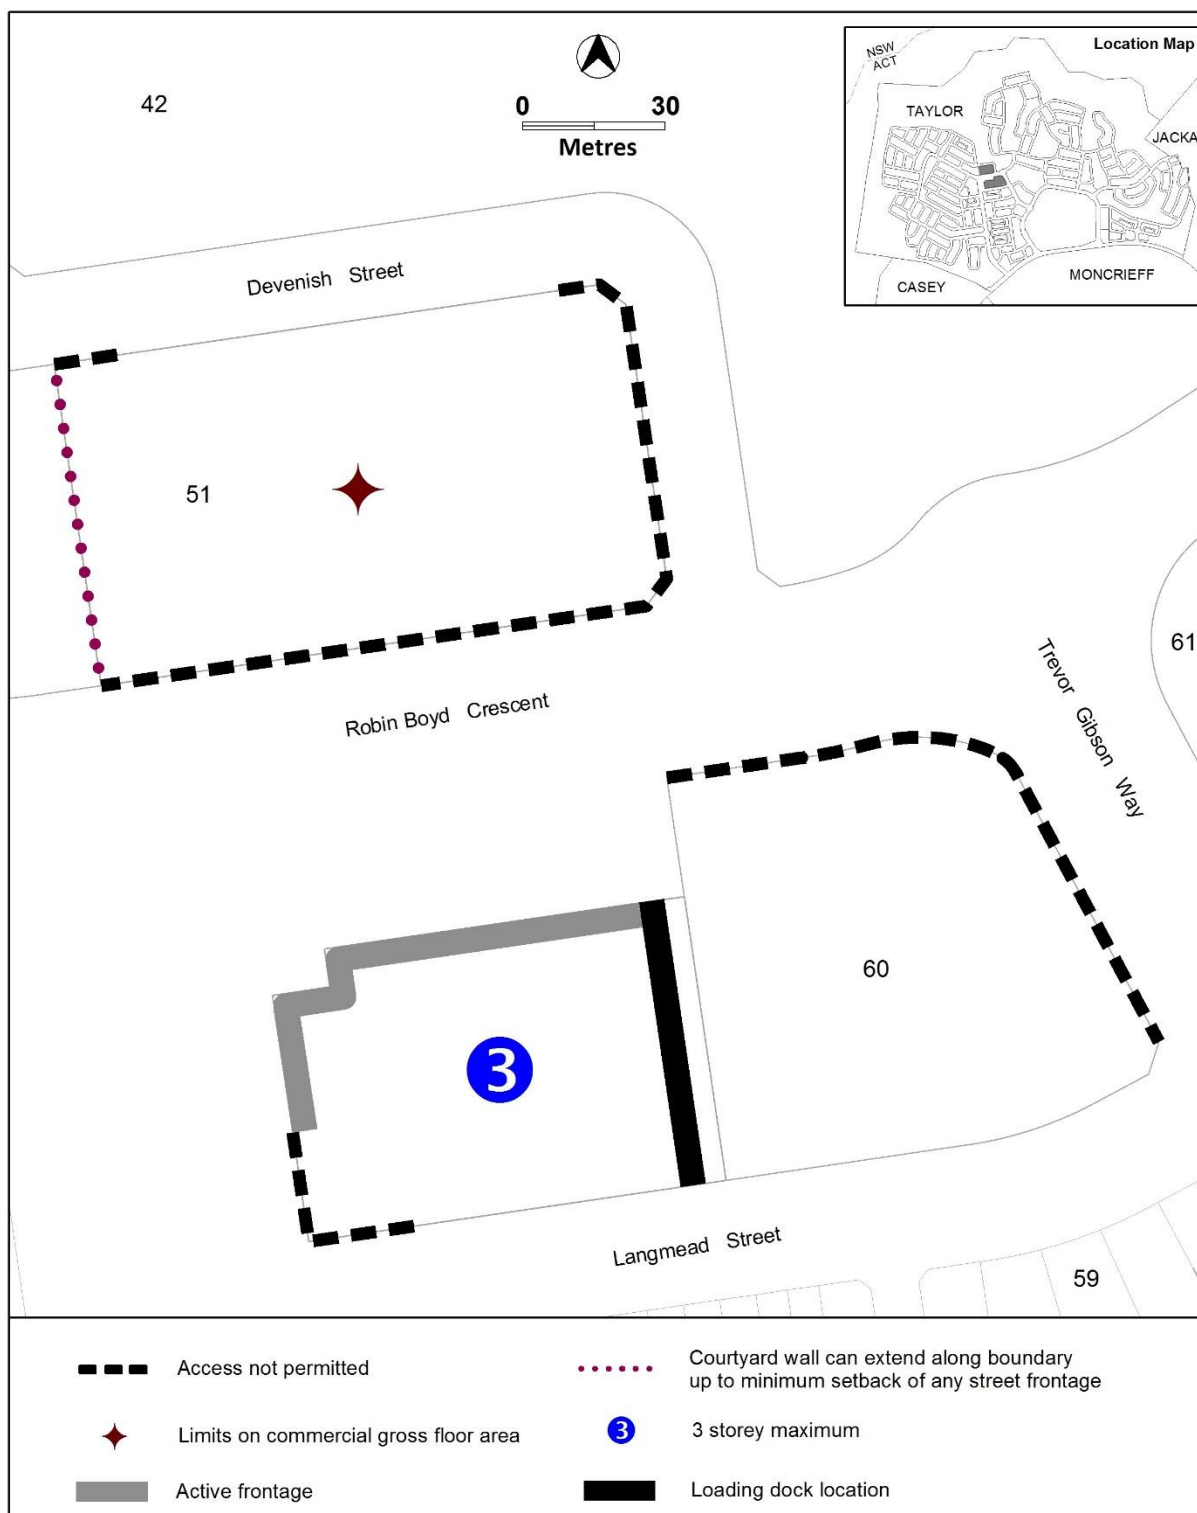 Location Map
NSW
ACT
TAYLOR
JACKA
MONCRIEFF
CASEY
42
0 30
Metres
Devenish Street
51
61
Trevor Gibson Way
Robin Boyd Crescent
60
3
Langmead Street
59
Access not permitted
Courtyard wall can extend along boundary
up to minimum setback of any street frontage
Limits on commercial gross floor area
3 3 storey maximum
Active frontage
Loading dock location